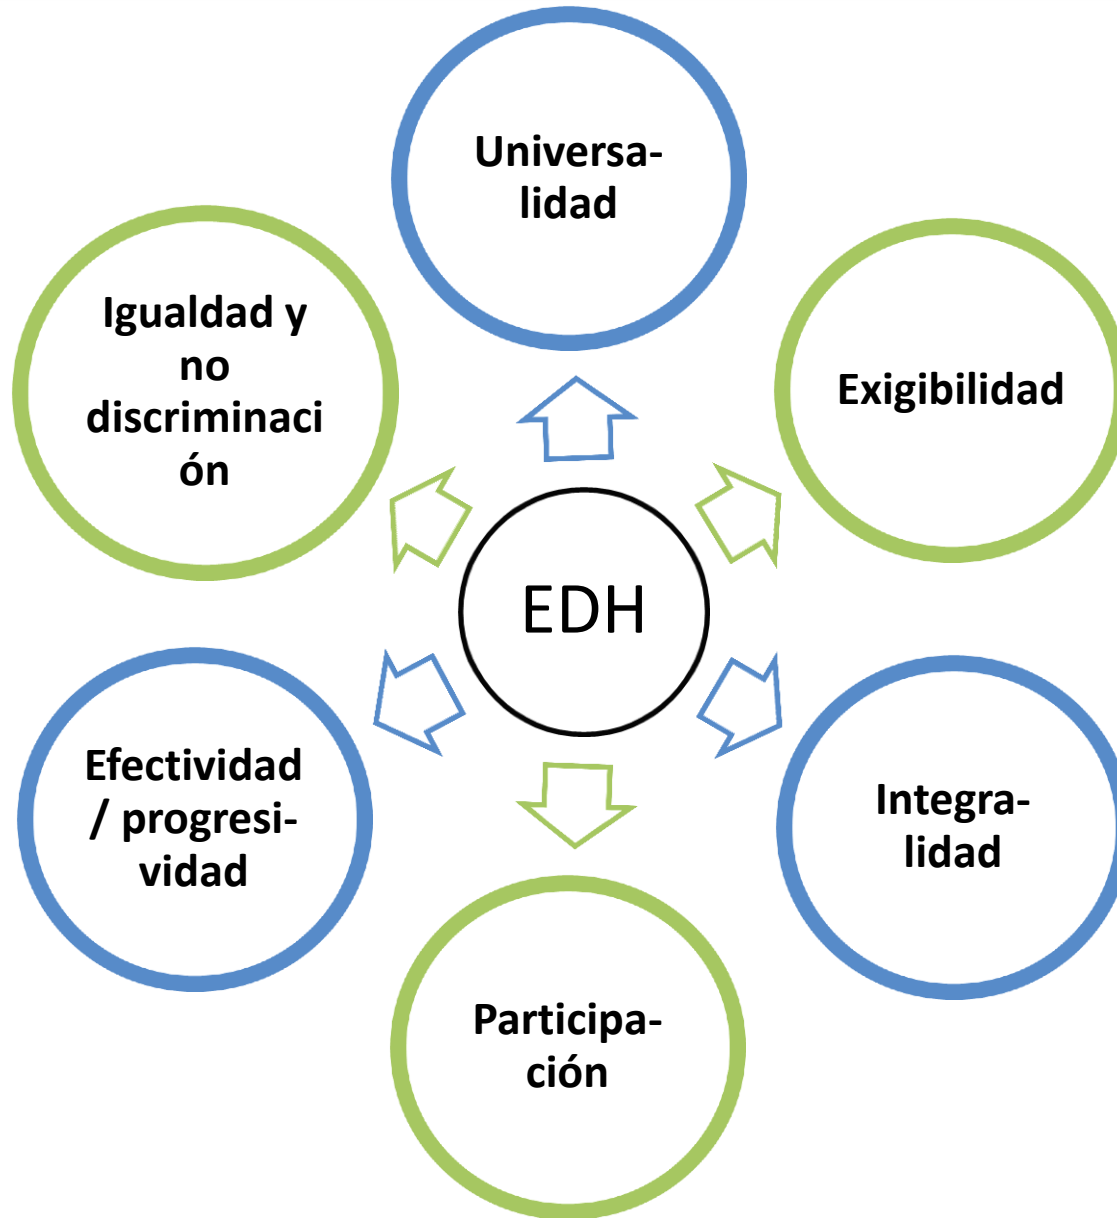 Universa-
lidad
Igualdad y
no
discriminaci
ón
Exigibilidad
EDH
Efectividad
/ progresi-
vidad
Integra-
lidad
Participa-
ción